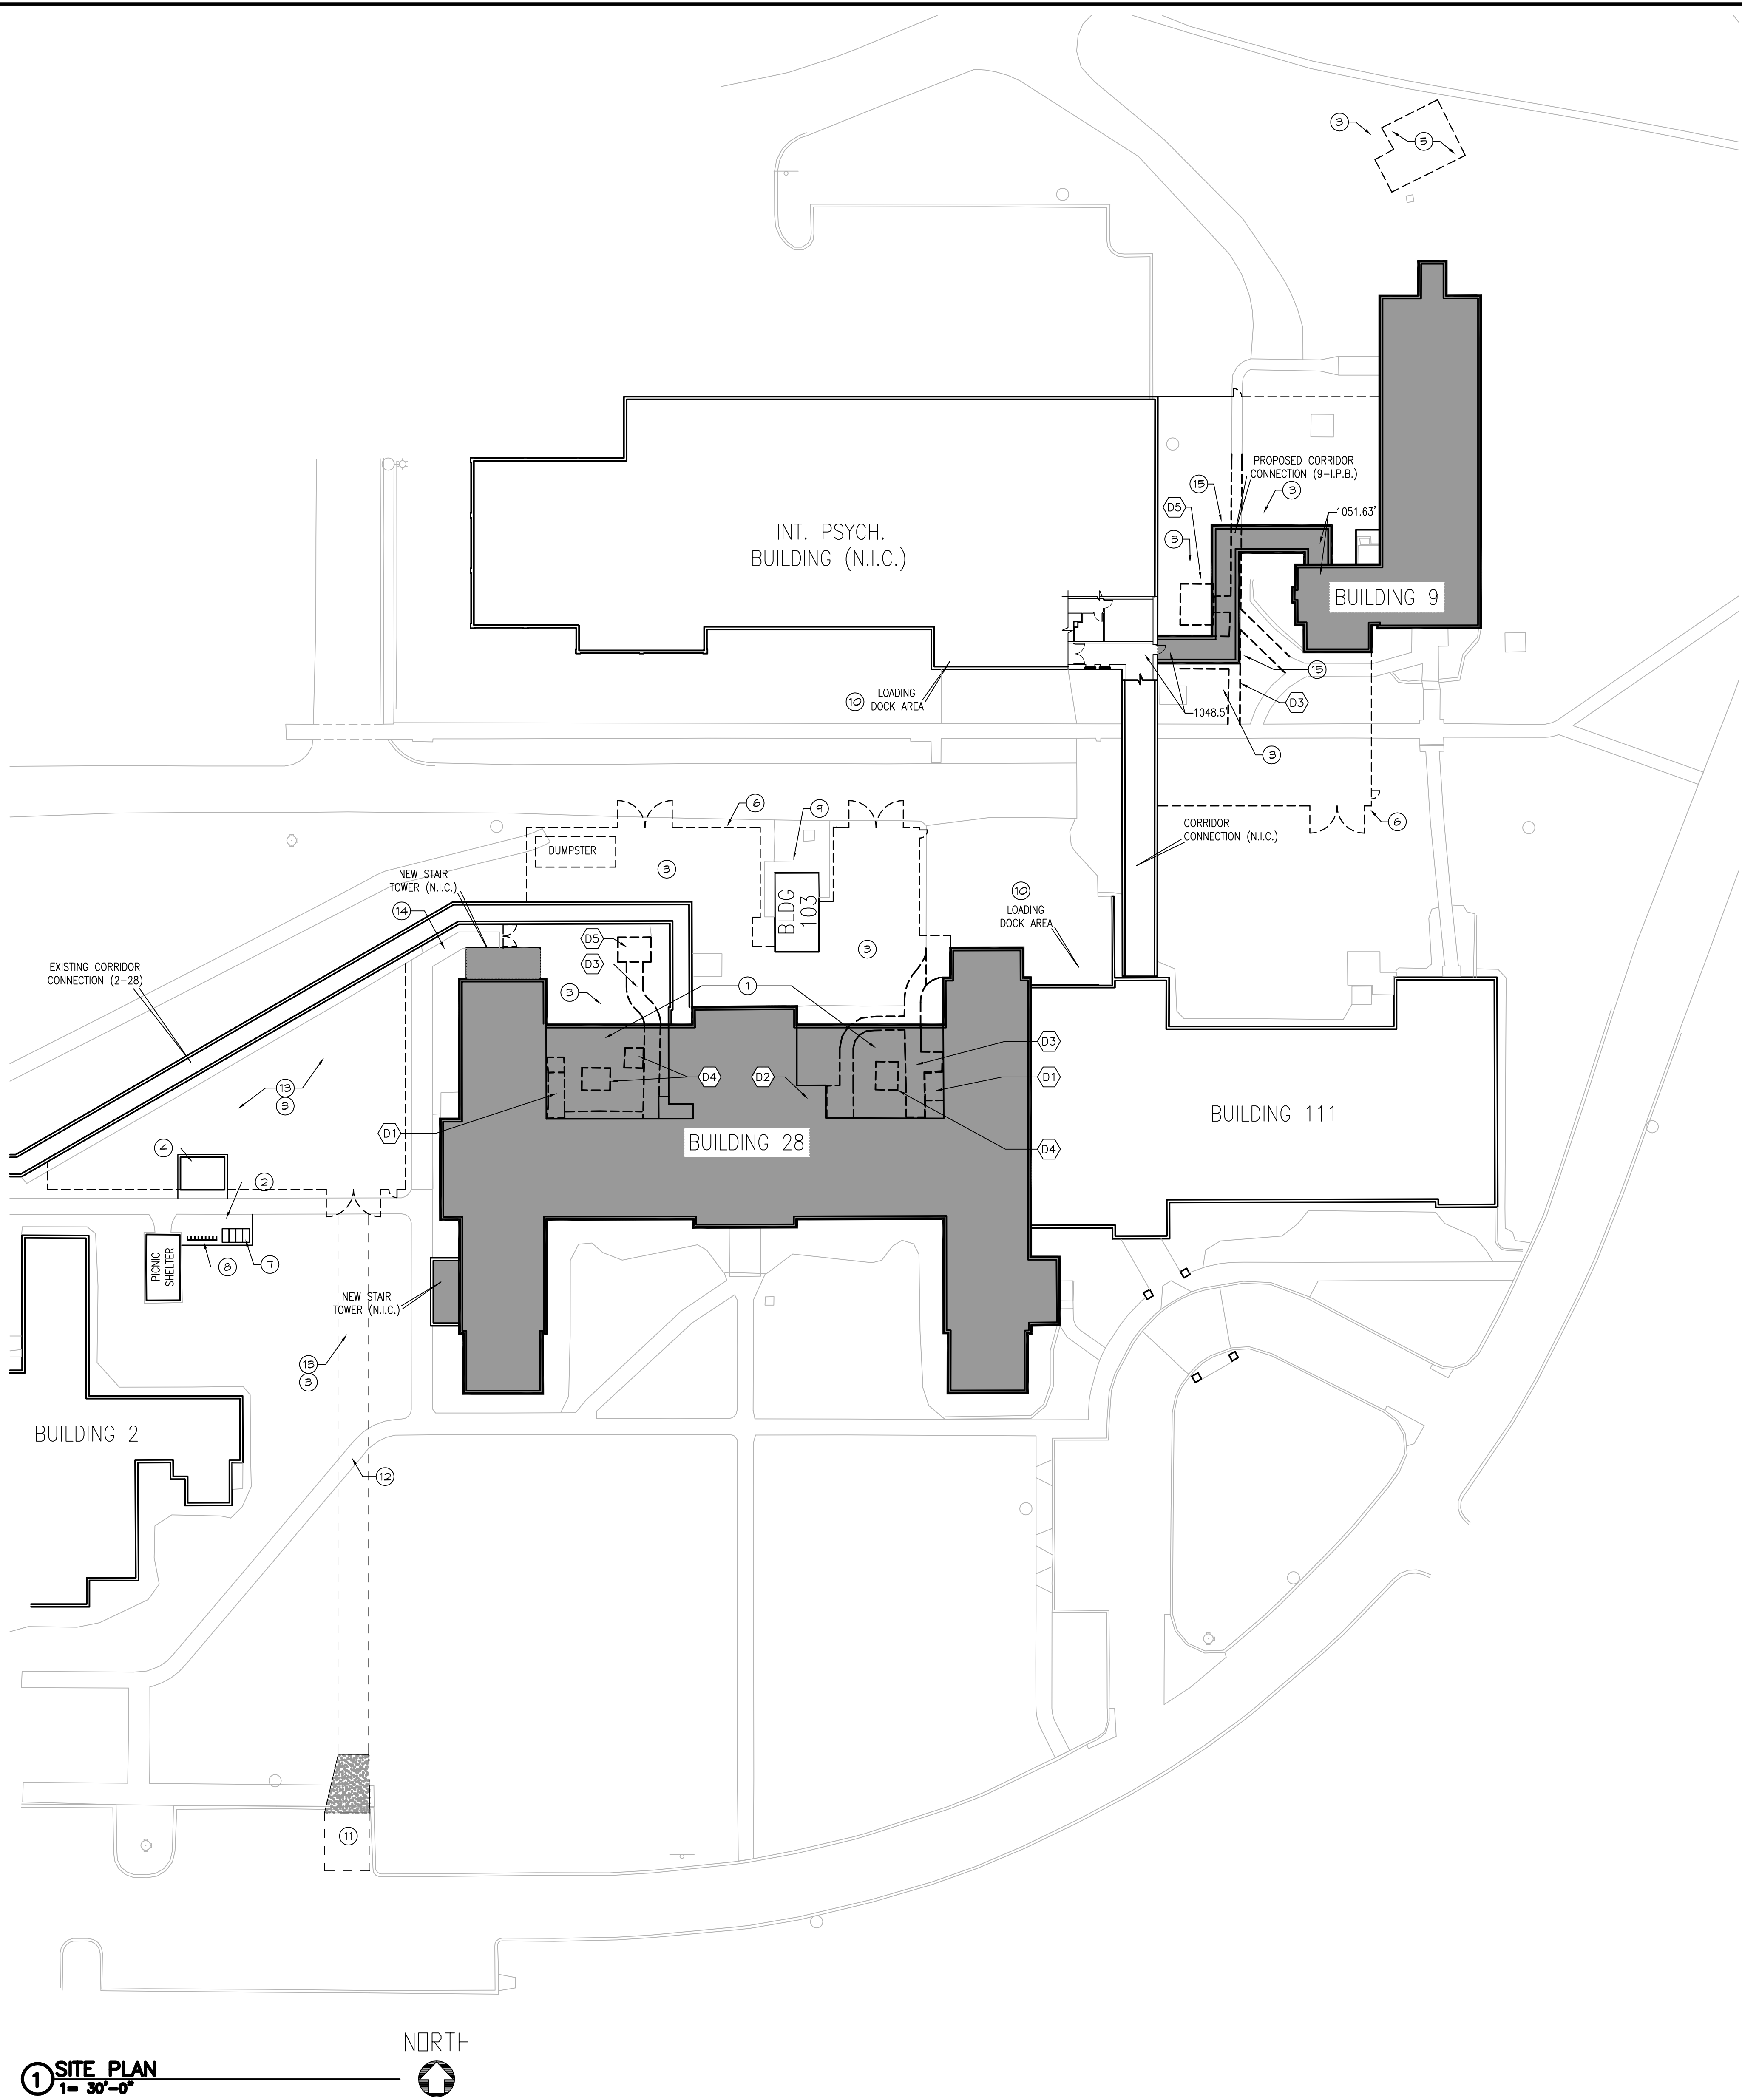 3
5
PROPOSED CORRIDOR
CONNECTION (9-I.P.B.)
15
3
D5
1051.63'
INT. PSYCH.
BUILDING (N.I.C.)
3
BUILDING 9
15
10
LOADING
DOCK AREA
D3
1048.5'
3
6
9
6
CORRIDOR
CONNECTION (N.I.C.)
DUMPSTER
3
NEW STAIR
TOWER (N.I.C.)
BLDG
103
10
LOADING
DOCK AREA
14
D5
3
EXISTING CORRIDOR
CONNECTION (2-28)
D3
3
1
D3
D4
D2
D1
13
3
BUILDING 111
D1
BUILDING 28
D4
4
2
PICNIC
SHELTER
8
7
NEW STAIR
TOWER (N.I.C.)
13
3
BUILDING 2
12
11
NORTH
1
SITE PLAN
1= 30'-0"